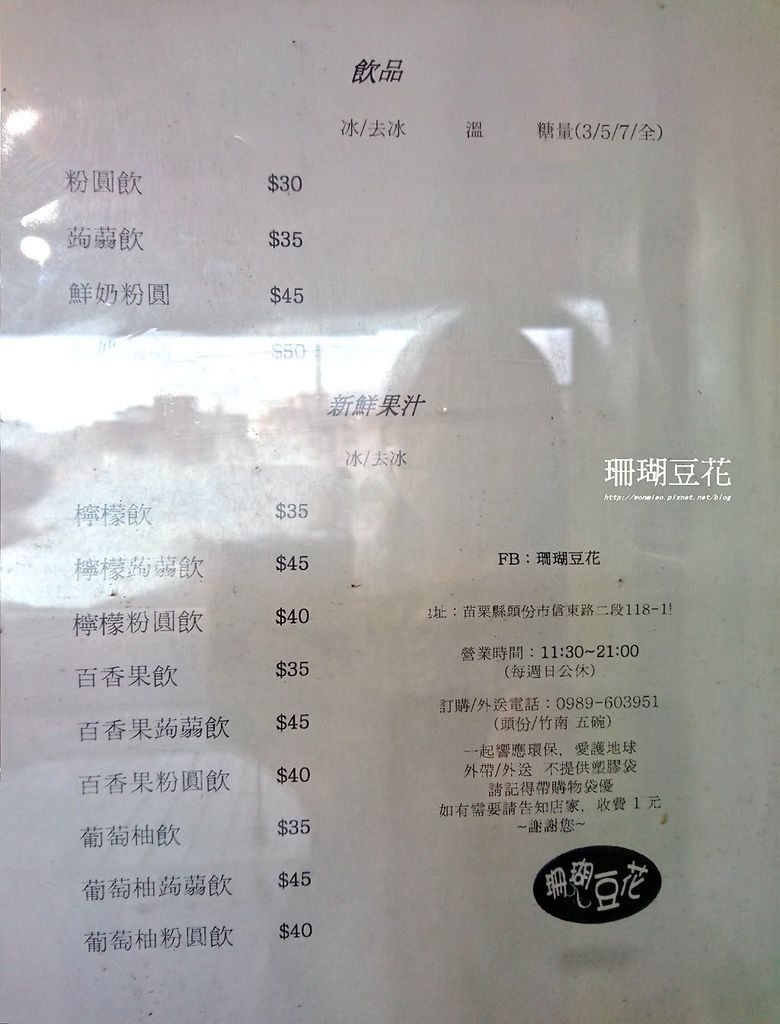 飲品
冰/去冰 溫 糖量(3/5/7/全)
粉圓飲 $30
蒟蒻飲 $35
鮮奶粉圓 $45
$50
新鮮果汁
冰/去冰
檸檬飲 $35
檸檬蒟蒻飲 $45
檸檬粉圓飲 $40
百香果飲 $35
百香果蒟蒻飲 $45
百香果粉圓飲 $40
葡萄柚飲 $35
葡萄柚蒟蒻飲 $45
葡萄柚粉圓飲 $40
珊瑚豆花
http://wonmiao.pixnet.net/blog
FB：珊瑚豆花
址：苗栗縣頭份市信東路二段118-1
營業時間：11:30~21:00
(每週日公休)
訂購/外送電話：0989-603951
(頭份/竹南 五碗)
一起響應環保, 愛護地球
外帶/外送 不提供塑膠袋
請記得帶購物袋優
如有需要請告知店家, 收費 1 元
~謝謝您~
珊瑚豆花